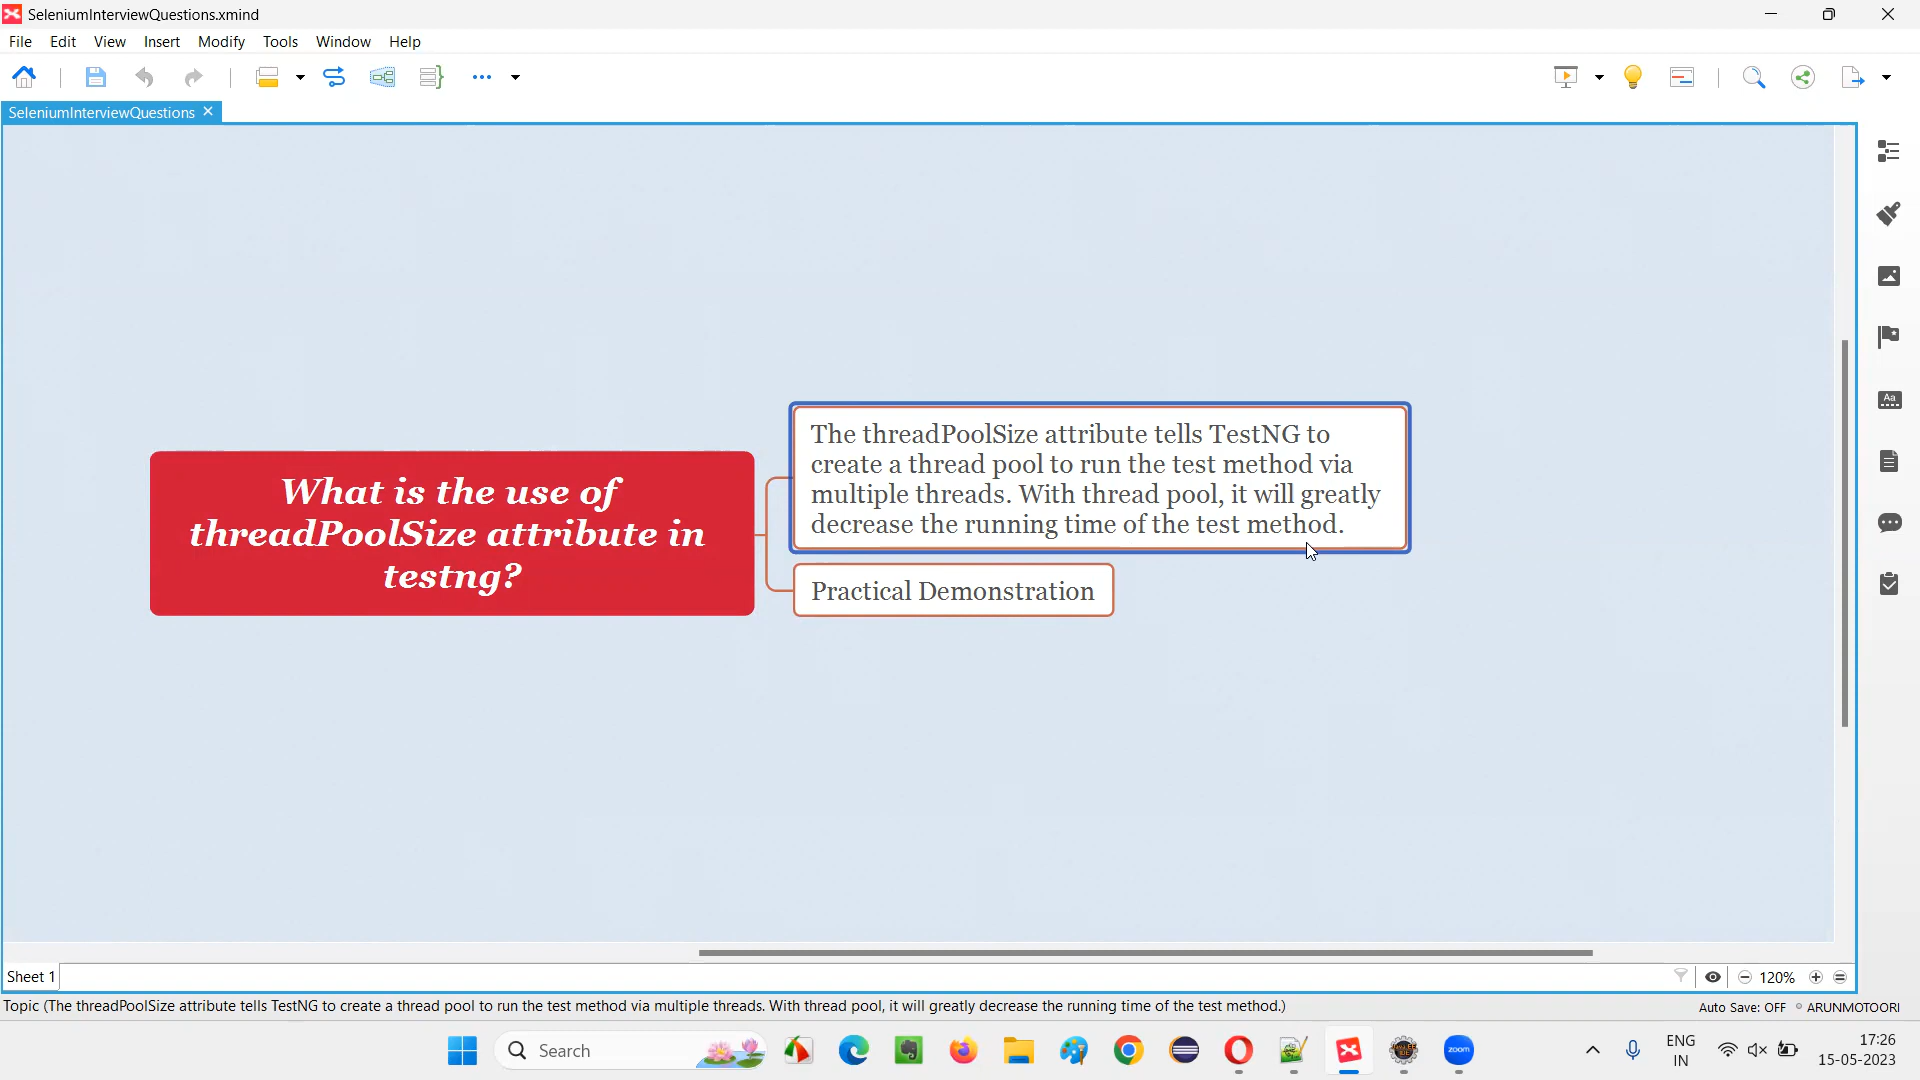 SeleniumInterviewQuestions.xmind
File Edit View Insert Modify Tools Window Help
SeleniumInterviewQuestions
What is the use of
threadPoolSize attribute in
testng?
The threadPoolSize attribute tells TestNG to
create a thread pool to run the test method via
multiple threads. With thread pool, it will greatly
decrease the running time of the test method.
Practical Demonstration
Aa
Sheet 1
120%
Topic (The threadPoolSize attribute tells TestNG to create a thread pool to run the test method via multiple threads. With thread pool, it will greatly decrease the running time of the test method.)
Auto Save: OFF ARUNMOTOORI
Search
zoom
ENG
IN
17:26
15-05-2023